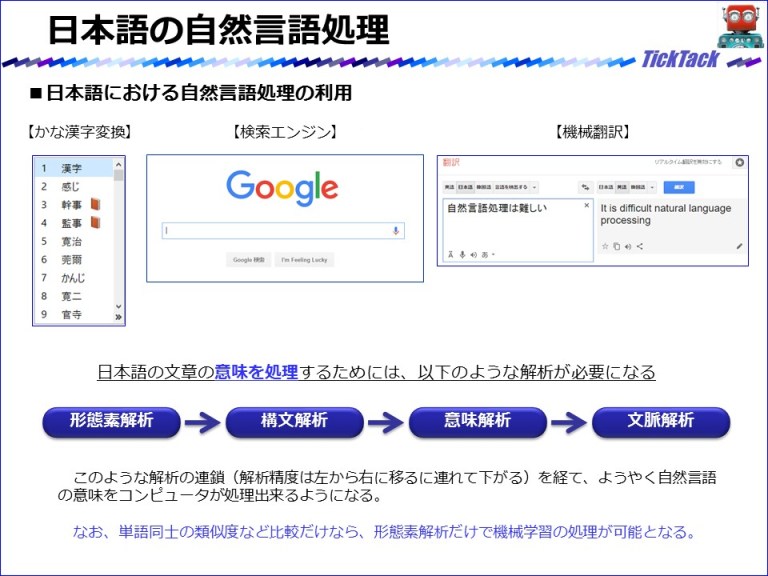 日本語の自然言語処理
TickTack
■日本語における自然言語処理の利用
【かな漢字変換】
【検索エンジン】
【機械翻訳】
1 漢字
2 感じ
3 幹事
4 監事
5 寛治
6 莞爾
7 かんじ
8 寛二
9 官寺
Google
Google 検索 I'm Feeling Lucky
翻訳
リアルタイム翻訳を無効にする
英語 日本語 韓国語 言語を検出する
日本語 英語 韓国語
翻訳
自然言語処理は難しい
It is difficult natural language
processing
あ
日本語の文章の意味を処理するためには、以下のような解析が必要になる
形態素解析
構文解析
意味解析
文脈解析
このような解析の連鎖（解析精度は左から右に移るに連れて下がる）を経て、ようやく自然言語
の意味をコンピュータが処理出来るようになる。
なお、単語同士の類似度など比較だけなら、形態素解析だけで機械学習の処理が可能となる。